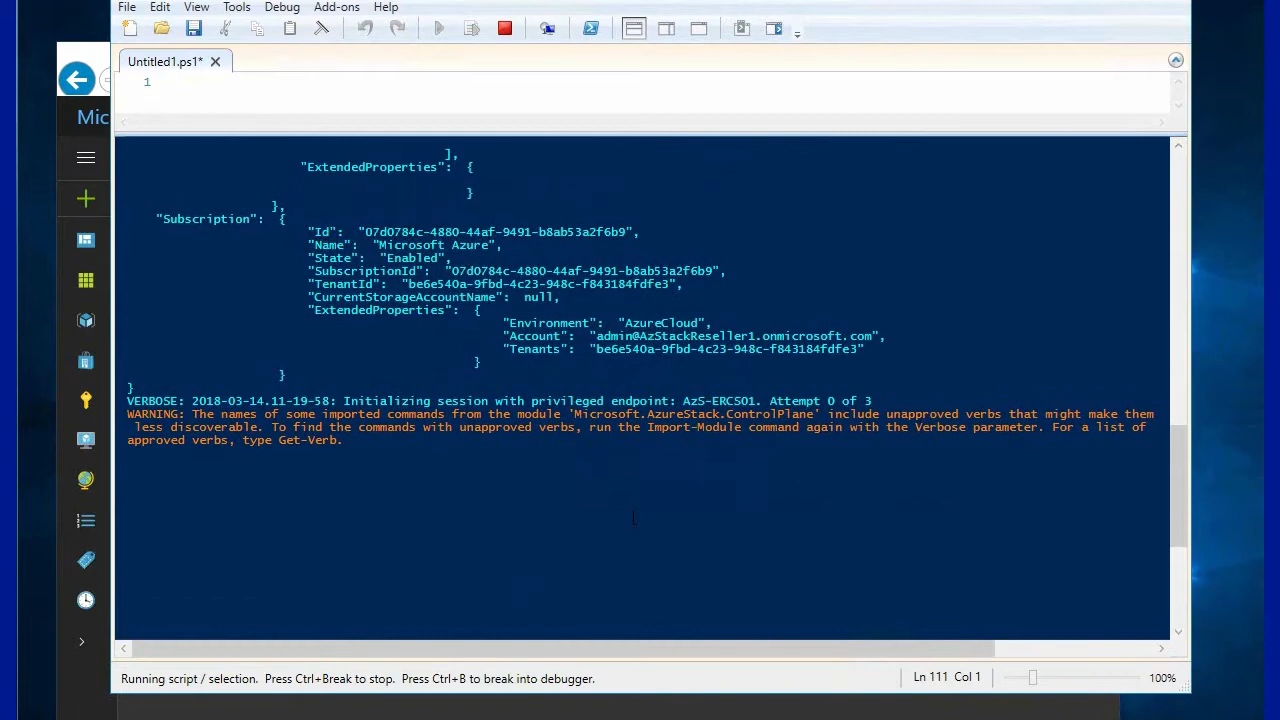 File Edit View Tools Debug Add-ons Help
Untitled1.ps1* X
1
Mic
],
"ExtendedProperties": {
}
},
"Subscription": {
"Id": "07d0784c-4880-44af-9491-b8ab53a2f6b9",
"Name": "Microsoft Azure",
"State": "Enabled",
"SubscriptionId": "07d0784c-4880-44af-9491-b8ab53a2f6b9",
"TenantId": "be6e540a-9fbd-4c23-948c-f843184fdfe3",
"CurrentStorageAccountName": null,
"ExtendedProperties": {
"Environment": "AzureCloud",
"Account": "admin@AzStackReseller1.onmicrosoft.com",
"Tenants": "be6e540a-9fbd-4c23-948c-f843184fdfe3"
}
}
}
VERBOSE: 2018-03-14.11-19-58: Initializing session with privileged endpoint: AzS-ERCS01. Attempt 0 of 3
WARNING: The names of some imported commands from the module 'Microsoft.AzureStack.ControlPlane' include unapproved verbs that might make them
less discoverable. To find the commands with unapproved verbs, run the Import-Module command again with the Verbose parameter. For a list of
approved verbs, type Get-Verb.
Running script / selection. Press Ctrl+Break to stop. Press Ctrl+B to break into debugger.
Ln 111 Col 1
100%